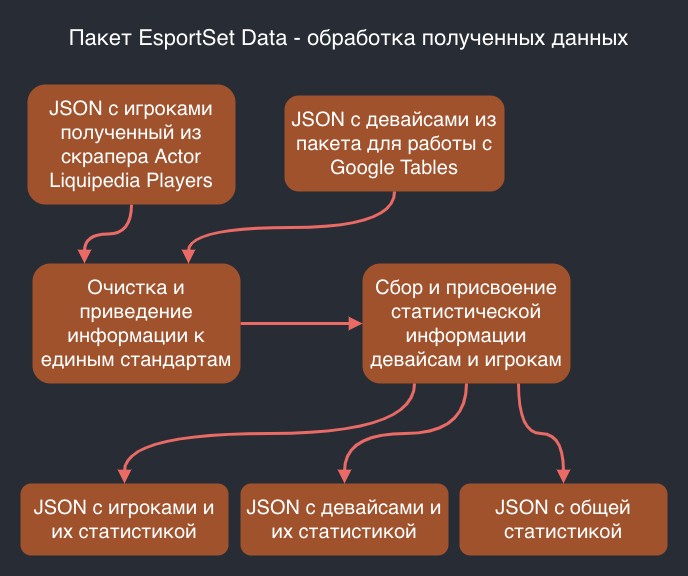 Пакет EsportSet Data - обработка полученных данных
JSON с игроками
полученный из
скрапера Actor
Liquipedia Players
JSON с девайсами из
пакета для работы с
Google Tables
Очистка и
приведение
информации к
единым стандартам
Сбор и присвоение
статистической
информации
девайсам и игрокам
JSON с игроками и
их статистикой
JSON с девайсами и
их статистикой
JSON с общей
статистикой